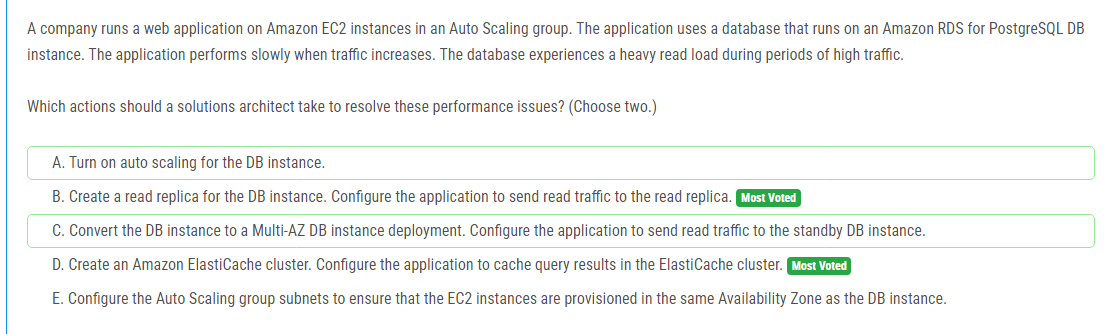 A company runs a web application on Amazon EC2 instances in an Auto Scaling group. The application uses a database that runs on an Amazon RDS for PostgreSQL DB
instance. The application performs slowly when traffic increases. The database experiences a heavy read load during periods of high traffic.
Which actions should a solutions architect take to resolve these performance issues? (Choose two.)
A. Turn on auto scaling for the DB instance.
B. Create a read replica for the DB instance. Configure the application to send read traffic to the read replica. Most Voted
C. Convert the DB instance to a Multi-AZ DB instance deployment. Configure the application to send read traffic to the standby DB instance.
D. Create an Amazon ElastiCache cluster. Configure the application to cache query results in the ElastiCache cluster. Most Voted
E. Configure the Auto Scaling group subnets to ensure that the EC2 instances are provisioned in the same Availability Zone as the DB instance.